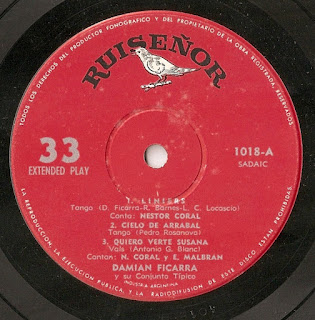 TODOS LOS DERECHOS DEL PRODUCTOR FONOGRAFICO Y DEL PROPIETARIO DE LA OBRA REGISTRADA, RESERVADOS
RUISEÑOR
33
EXTENDED PLAY
1018-A
SADAIC
1. LINIERS
Tango (D. Ficarra-R. Barnes-L. C. Locascio)
Canta: NESTOR CORAL
2. CIELO DE ARRABAL
Tango (Pedro Rosanova)
3. QUIERO VERTE SUSANA
Vals (Antonio G. Blanc)
Cantan: N. CORAL y E. MALBRAN
DAMIAN FICARRA
y su Conjunto Típico
INDUSTRIA ARGENTINA
LA REPRODUCCION, LA EJECUCION PUBLICA, Y LA RADIODIFUSION DE ESTE DISCO ESTAN PROHIBIDAS.